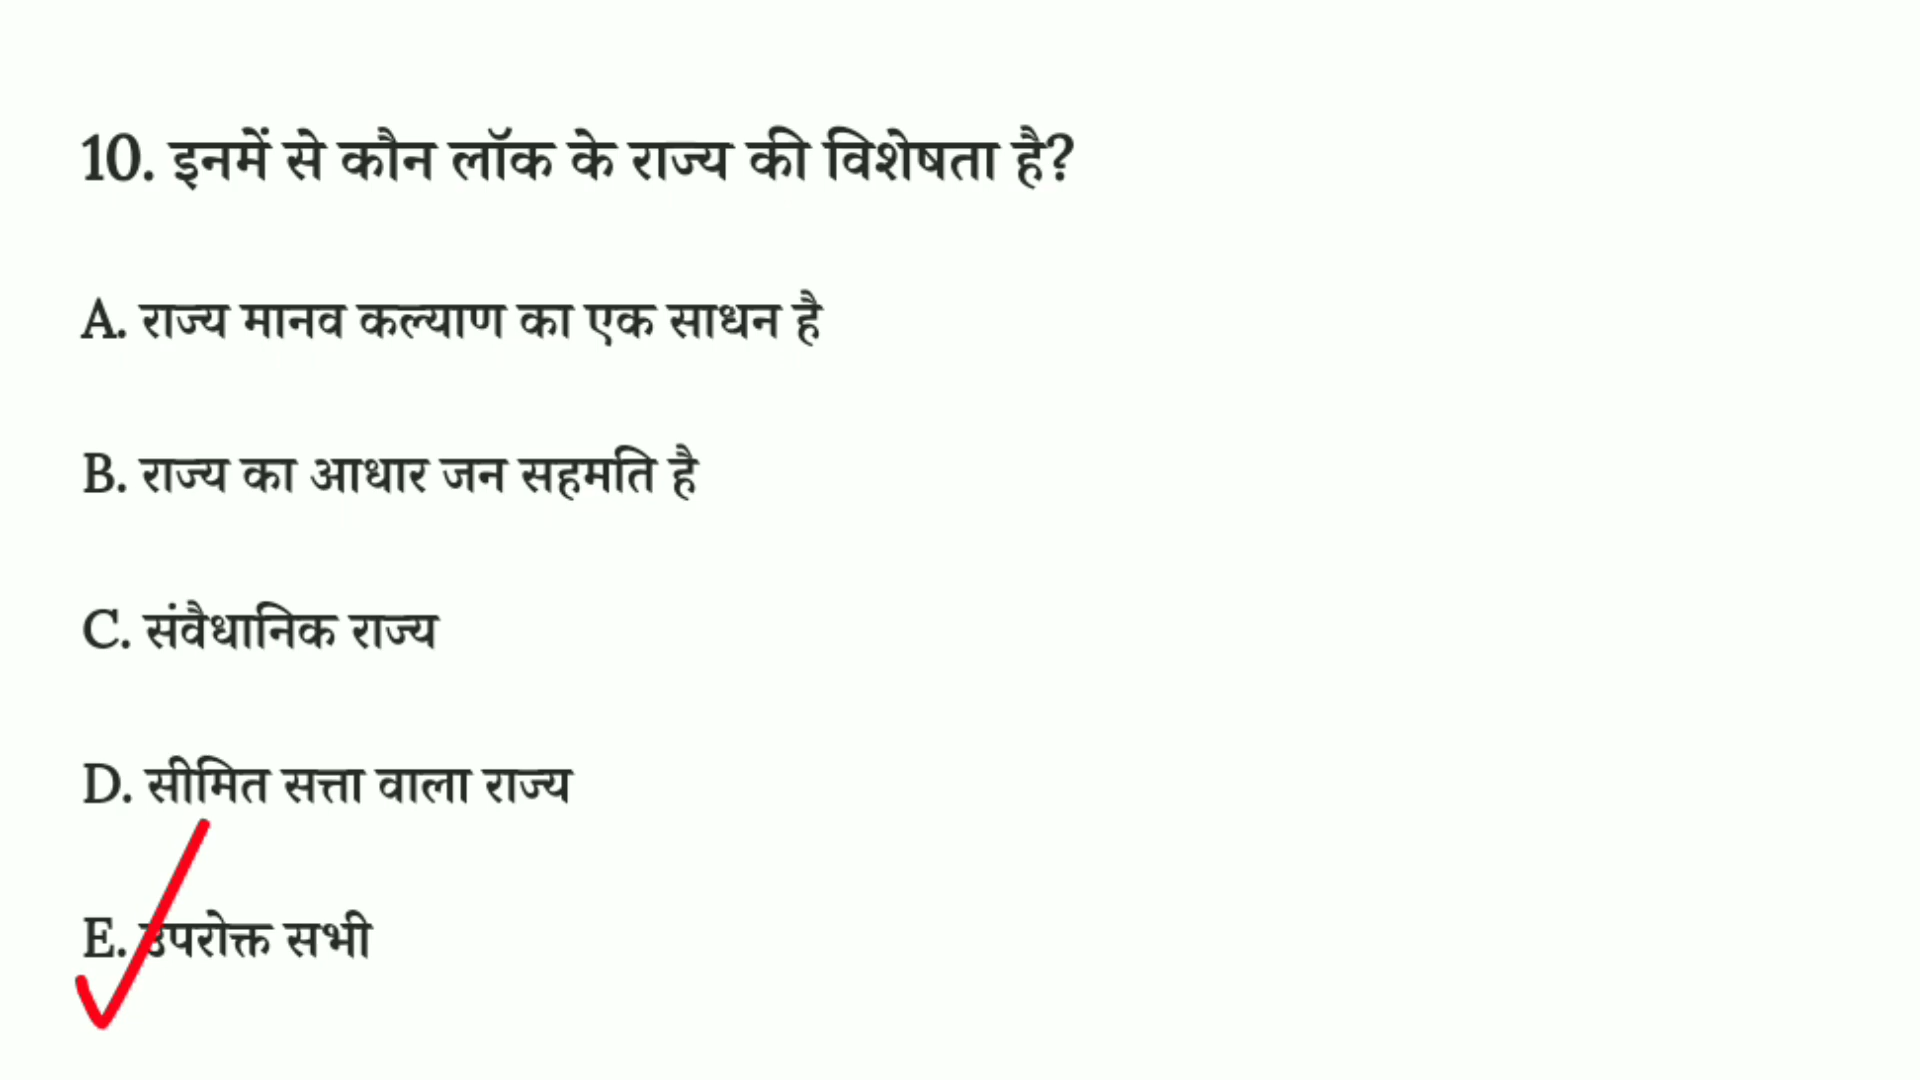 10. इनमें से कौन लॉक के राज्य की विशेषता है?
A. राज्य मानव कल्याण का एक साधन है
B. राज्य का आधार जन सहमति है
C. संवैधानिक राज्य
D. सीमित सत्ता वाला राज्य
E. उपरोक्त सभी